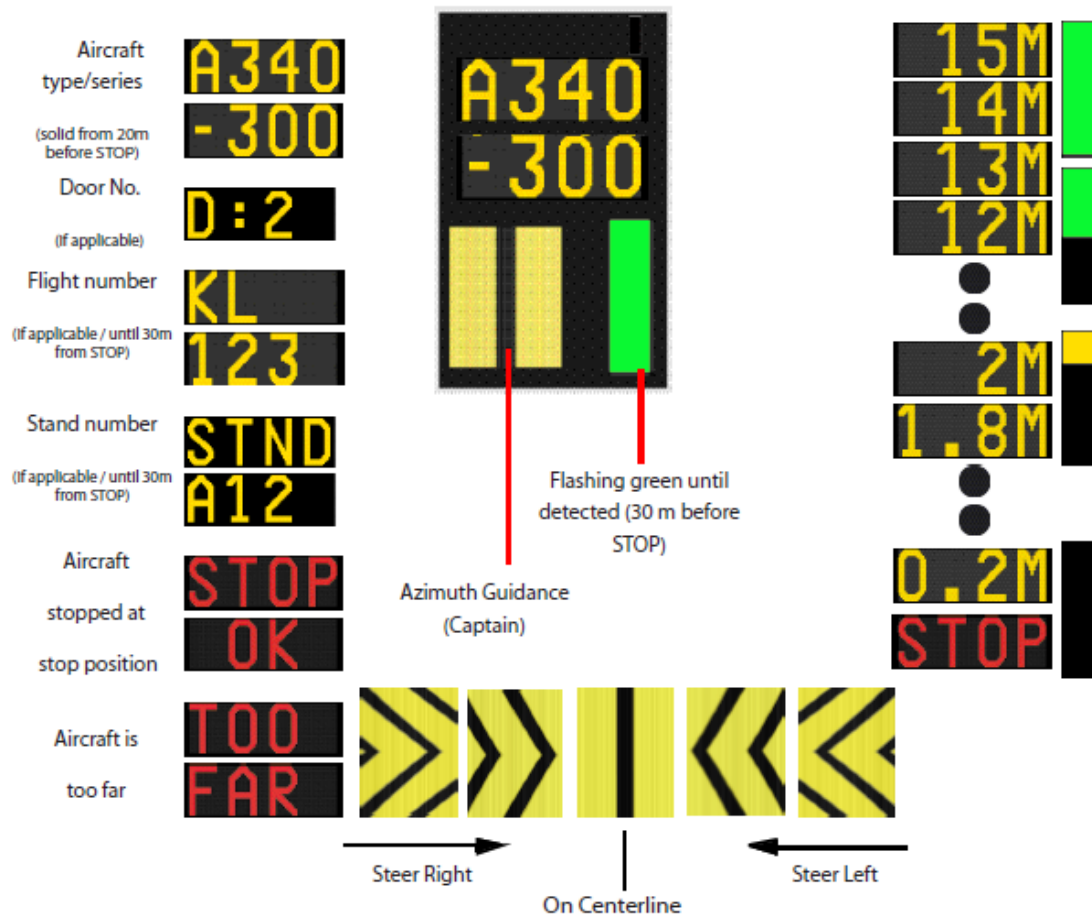 Aircraft
type/series
(solid from 20m
before STOP)
A340
-300
Door No.
(If applicable)
D:2
Flight number
(If applicable / until 30m
from STOP)
KL
123
Stand number
(If applicable / until 30m
from STOP)
STND
A12
Aircraft
stopped at
stop position
STOP
OK
Aircraft is
too far
TOO
FAR
A340
-300
Azimuth Guidance
(Captain)
Flashing green until
detected (30 m before
STOP)
15M
14M
13M
12M
2M
1.8M
0.2M
STOP
Steer Right
On Centerline
Steer Left